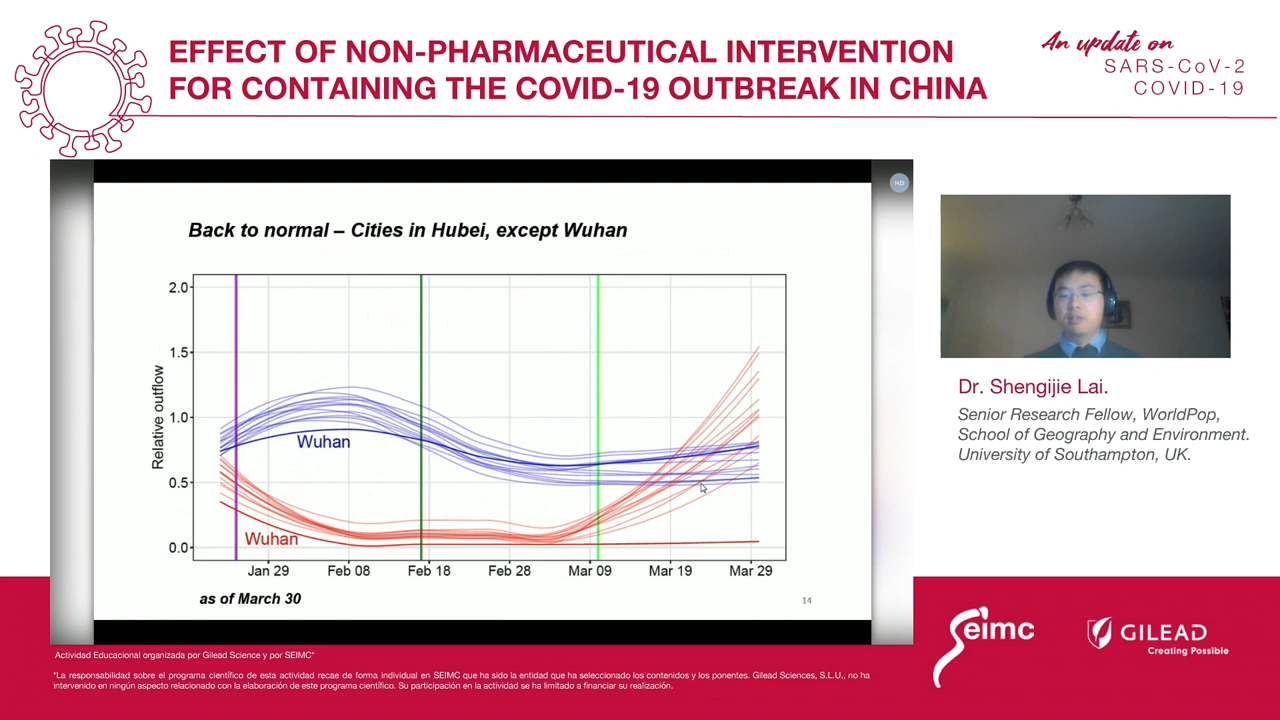 EFFECT OF NON-PHARMACEUTICAL INTERVENTION
FOR CONTAINING THE COVID-19 OUTBREAK IN CHINA
An update on
SARS-CoV-2
COVID-19
HD
Back to normal – Cities in Hubei, except Wuhan
Relative outflow
2.0
1.5
1.0
0.5
0.0
Wuhan
Wuhan
Jan 29 Feb 08 Feb 18 Feb 28 Mar 09 Mar 19 Mar 29
as of March 30
14
Dr. Shengijie Lai.
Senior Research Fellow, WorldPop,
School of Geography and Environment.
University of Southampton, UK.
Actividad Educacional organizada por Gilead Science y por SEIMC*
*La responsabilidad sobre el programa científico de esta actividad recae de forma individual en SEIMC que ha sido la entidad que ha seleccionado los contenidos y los ponentes. Gilead Sciences, S.L.U., no ha
intervenido en ningún aspecto relacionado con la elaboración de este programa científico. Su participación en la actividad se ha limitado a financiar su realización.
Seimc
GILEAD
Creating Possible